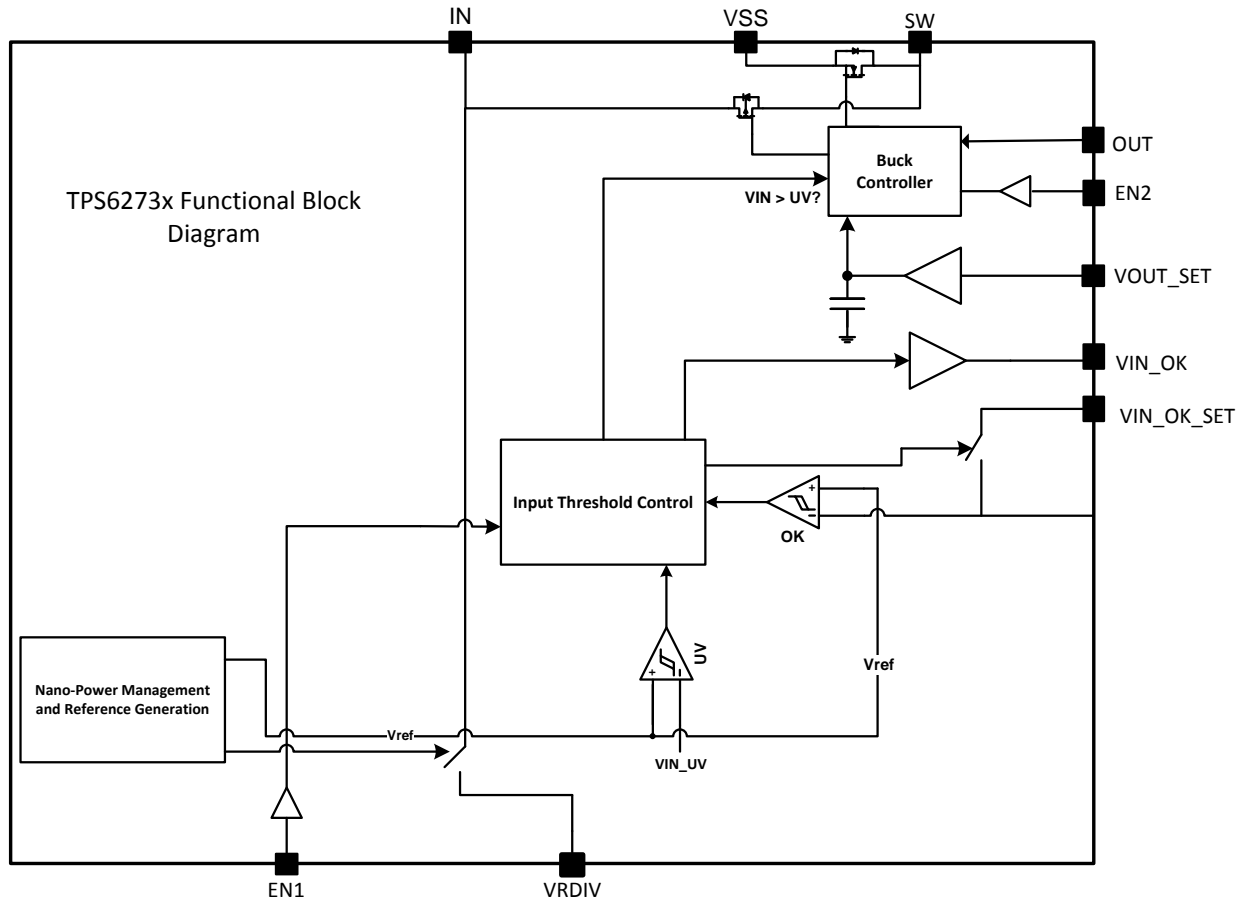 IN
VSS
SW
OUT
Buck
Controller
TPS6273x Functional Block
Diagram
VIN > UV?
EN2
VOUT_SET
VIN_OK
VIN_OK_SET
Input Threshold Control
+
−
OK
UV
+
−
Vref
Nano-Power Management
and Reference Generation
Vref
VIN_UV
EN1
VRDIV